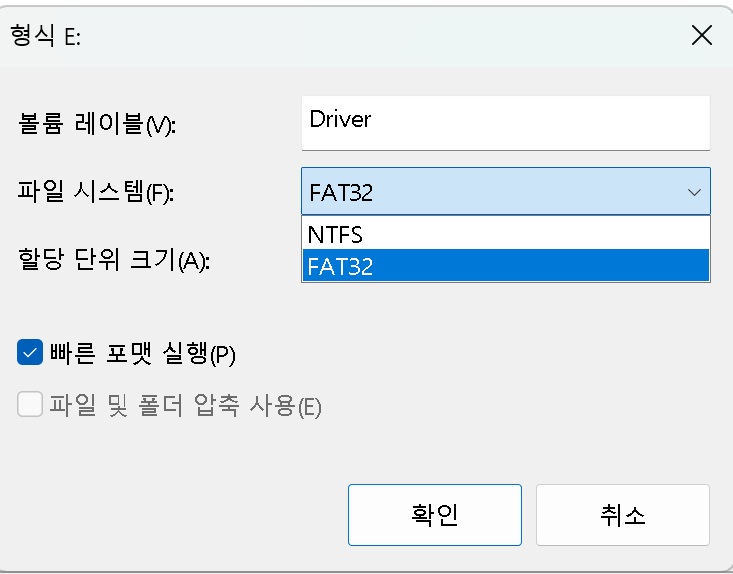 형식 E:
볼륨 레이블(V):
Driver
파일 시스템(F):
FAT32
NTFS
FAT32
할당 단위 크기(A):
빠른 포맷 실행(P)
파일 및 폴더 압축 사용(E)
확인
취소